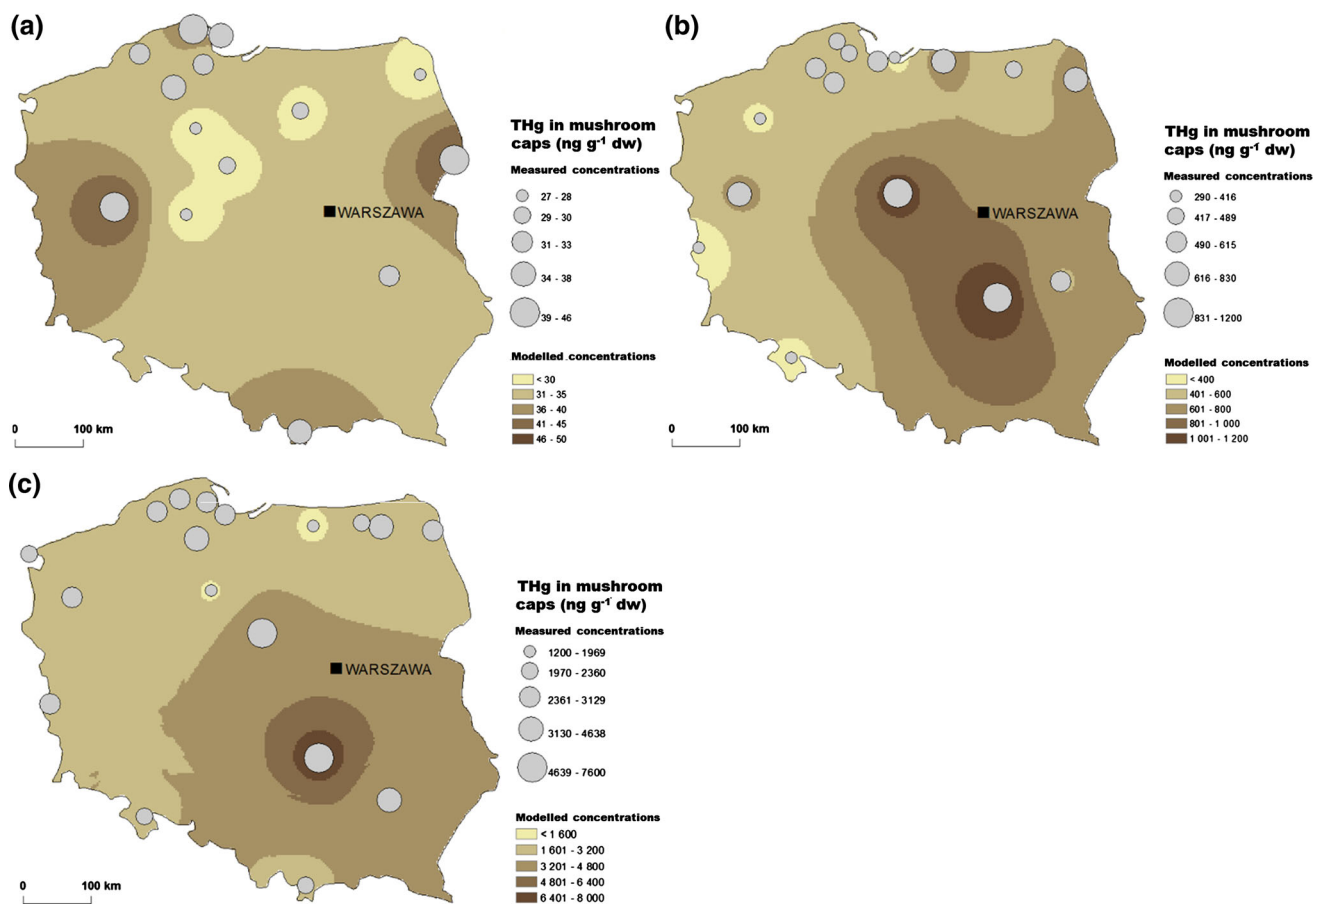 (a)
WARSZAWA
0 100 km
THg in mushroom
caps (ng g⁻¹ dw)
Measured concentrations
27 - 28
29 - 30
31 - 33
34 - 38
39 - 46
Modelled concentrations
< 30
31 - 35
36 - 40
41 - 45
46 - 50
(b)
WARSZAWA
0 100 km
THg in mushroom
caps (ng g⁻¹ dw)
Measured concentrations
290 - 416
417 - 489
490 - 615
616 - 830
831 - 1200
Modelled concentrations
< 400
401 - 600
601 - 800
801 - 1 000
1 001 - 1 200
(c)
WARSZAWA
0 100 km
THg in mushroom
caps (ng g⁻¹ dw)
Measured concentrations
1200 - 1969
1970 - 2360
2361 - 3129
3130 - 4638
4639 - 7600
Modelled concentrations
< 1 600
1 601 - 3 200
3 201 - 4 800
4 801 - 6 400
6 401 - 8 000